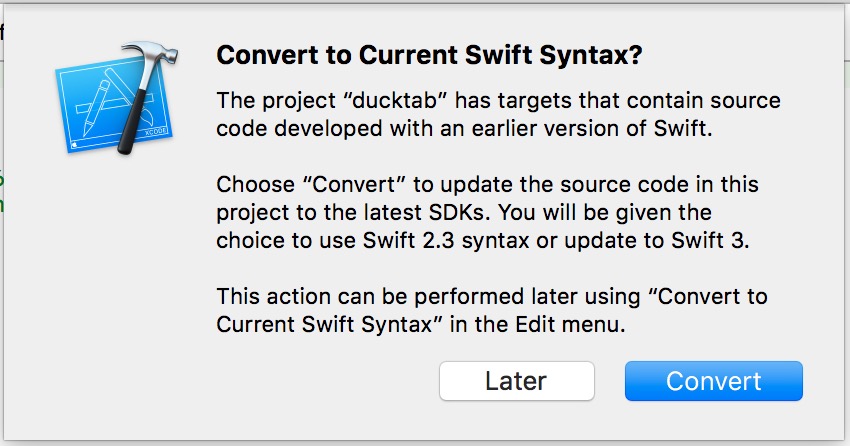 Convert to Current Swift Syntax?
The project “ducktab” has targets that contain source
code developed with an earlier version of Swift.
Choose “Convert” to update the source code in this
project to the latest SDKs. You will be given the
choice to use Swift 2.3 syntax or update to Swift 3.
This action can be performed later using “Convert to
Current Swift Syntax” in the Edit menu.
Later
Convert
XCODE